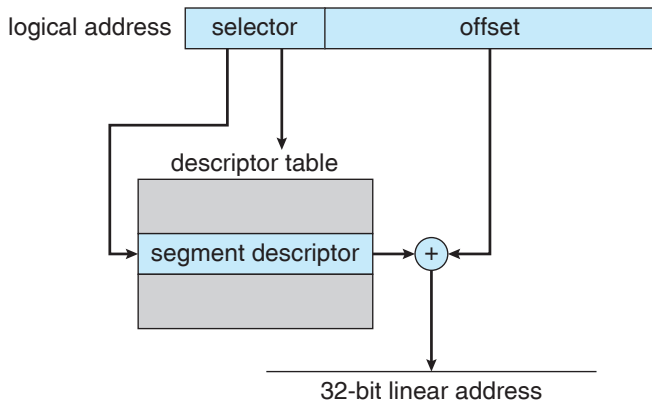 logical address selector offset
descriptor table
segment descriptor +
32-bit linear address